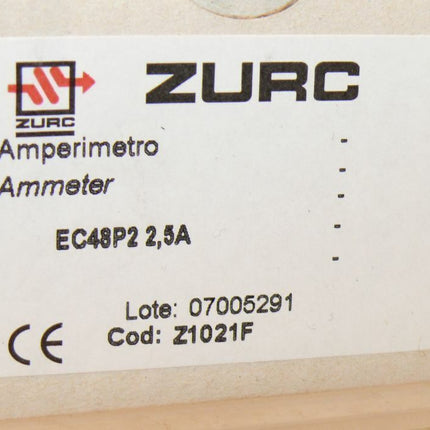 ZURC
ZURC
Amperimetro
Ammeter
EC48P2 2,5A
Lote: 07005291
Cod: Z1021F
CE